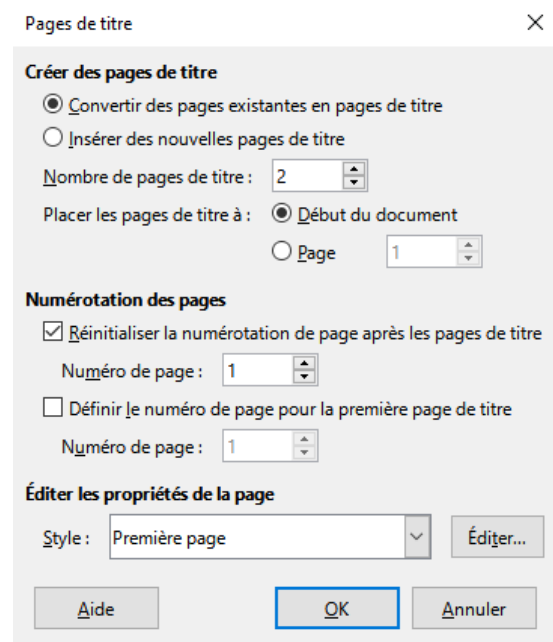 Pages de titre
Créer des pages de titre
Convertir des pages existantes en pages de titre
Insérer des nouvelles pages de titre
Nombre de pages de titre : 2
Placer les pages de titre à : Début du document
Page 1
Numérotation des pages
Réinitialiser la numérotation de page après les pages de titre
Numéro de page : 1
Définir le numéro de page pour la première page de titre
Numéro de page : 1
Éditer les propriétés de la page
Style : Première page Éditer...
Aide OK Annuler